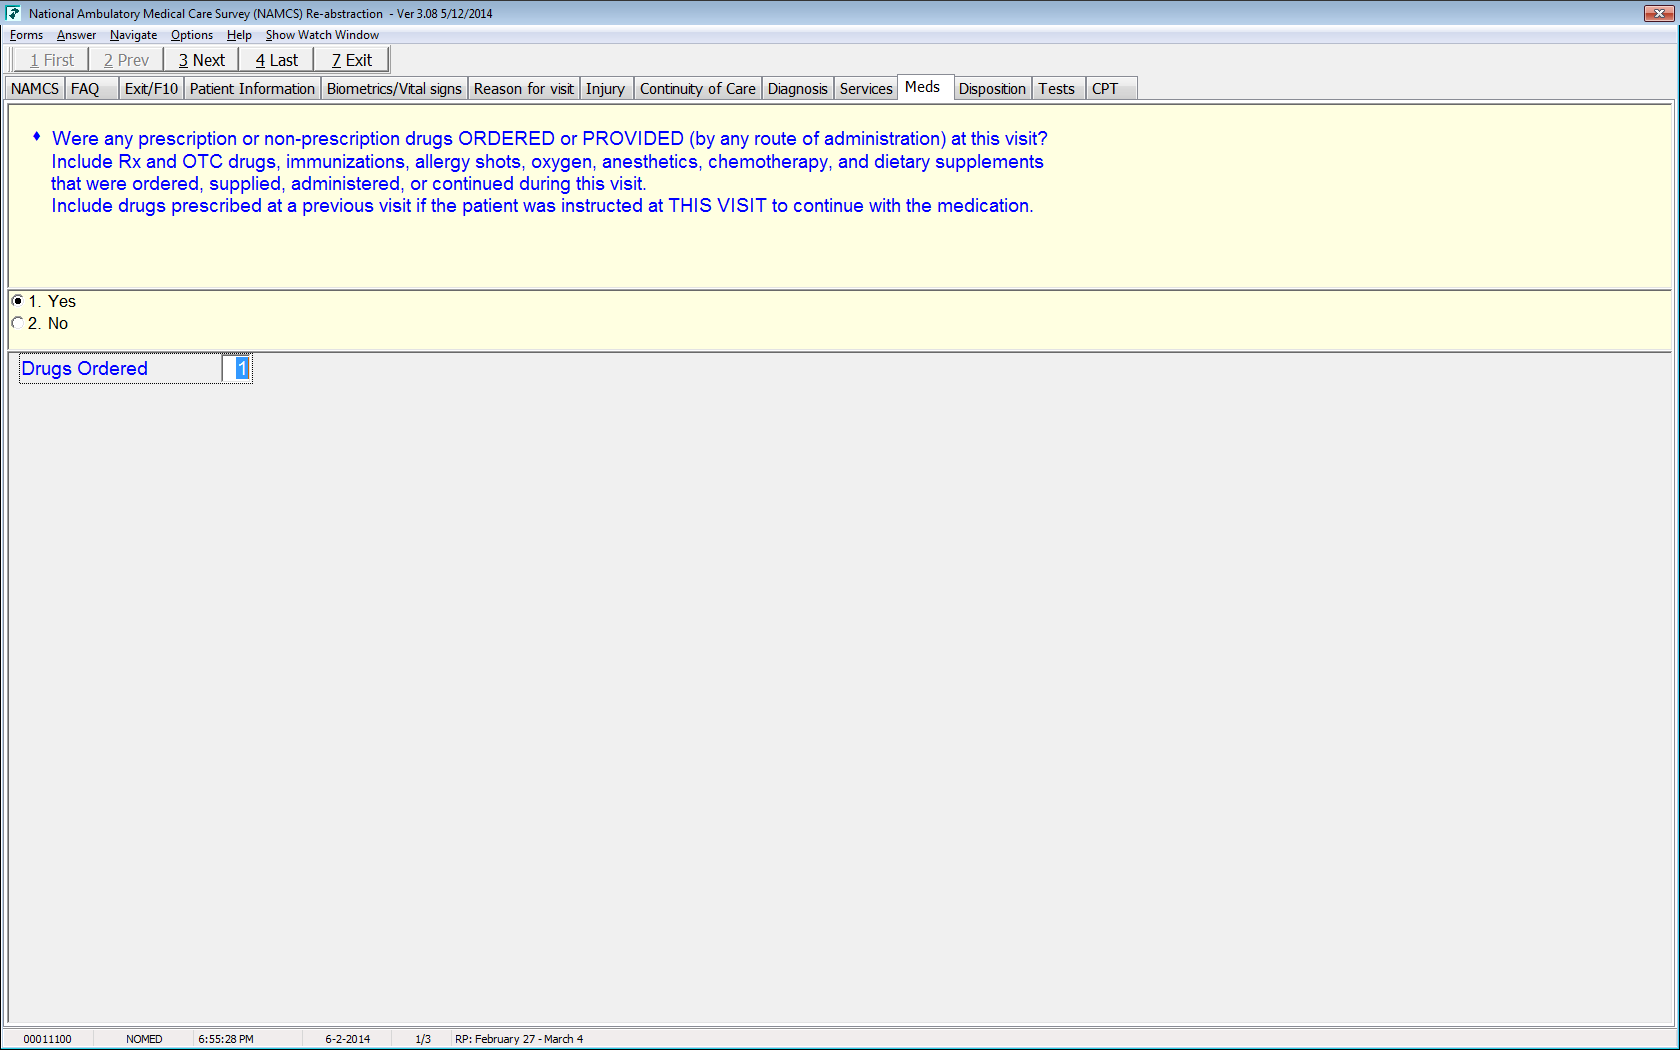 National Ambulatory Medical Care Survey (NAMCS) Re-abstraction - Ver 3.08 5/12/2014
Forms Answer Navigate Options Help Show Watch Window
1 First 2 Prev 3 Next 4 Last 7 Exit
NAMCS FAQ Exit/F10 Patient Information Biometrics/Vital signs Reason for visit Injury Continuity of Care Diagnosis Services Meds Disposition Tests CPT
♦ Were any prescription or non-prescription drugs ORDERED or PROVIDED (by any route of administration) at this visit?
Include Rx and OTC drugs, immunizations, allergy shots, oxygen, anesthetics, chemotherapy, and dietary supplements
that were ordered, supplied, administered, or continued during this visit.
Include drugs prescribed at a previous visit if the patient was instructed at THIS VISIT to continue with the medication.
1. Yes
2. No
Drugs Ordered 1
00011100 NOMED 6:55:28 PM 6-2-2014 1/3 RP: February 27 - March 4